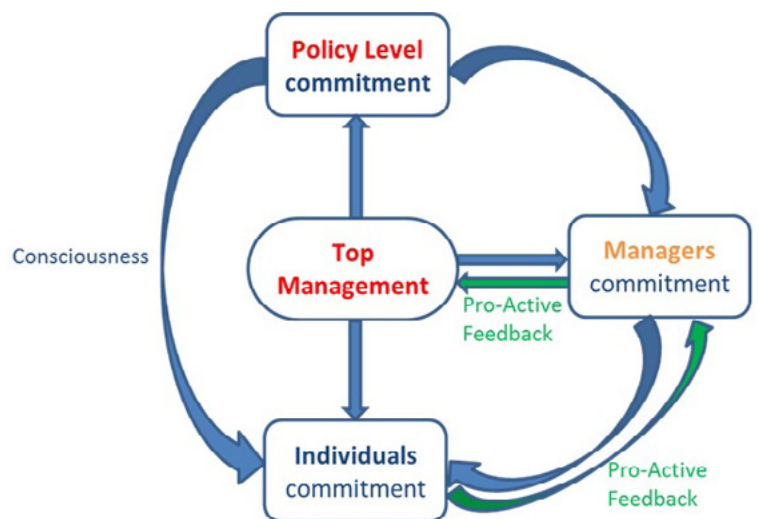 Policy Level
commitment
Consciousness
Top
Management
Managers
commitment
Pro-Active
Feedback
Individuals
commitment
Pro-Active
Feedback